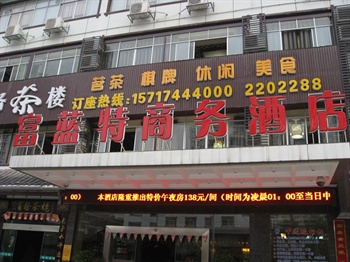 茗茶 棋牌 休闲 美食
茶楼
订座热线:15717444000 2202288
富蓝特商务酒店
:00) 本酒店隆重推出特价午夜房138元/间(时间为凌晨01:00至当日中